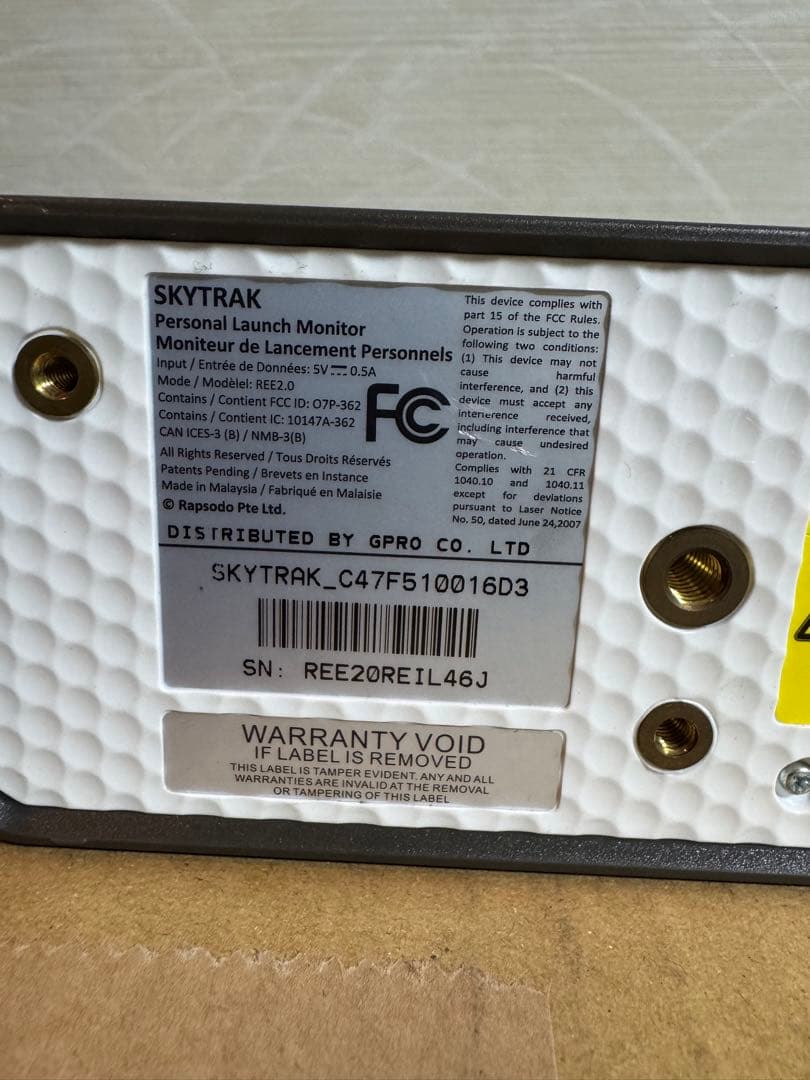 SKYTRAK
Personal Launch Monitor
Moniteur de Lancement Personnels
Input / Entrée de Données: 5V⎓0.5A
Mode / Modèlel: REE2.0
Contains / Contient FCC ID: O7P-362
Contains / Contient IC: 10147A-362
CAN ICES-3 (B) / NMB-3(B)
All Rights Reserved / Tous Droits Réservés
Patents Pending / Brevets en Instance
Made in Malaysia / Fabriqué en Malaisie
© Rapsodo Pte Ltd.
FC
This device complies with
part 15 of the FCC Rules.
Operation is subject to the
following two conditions:
(1) This device may not
cause harmful
interference, and (2) this
device must accept any
interference received,
including interference that
may cause undesired
operation.
Complies with 21 CFR
1040.10 and 1040.11
except for deviations
pursuant to Laser Notice
No. 50, dated June 24,2007
DISTRIBUTED BY GPRO CO. LTD
SKYTRAK_C47F510016D3
SN: REE20REIL46J
WARRANTY VOID
IF LABEL IS REMOVED
THIS LABEL IS TAMPER EVIDENT. ANY AND ALL
WARRANTIES ARE INVALID AT THE REMOVAL
OR TAMPERING OF THIS LABEL